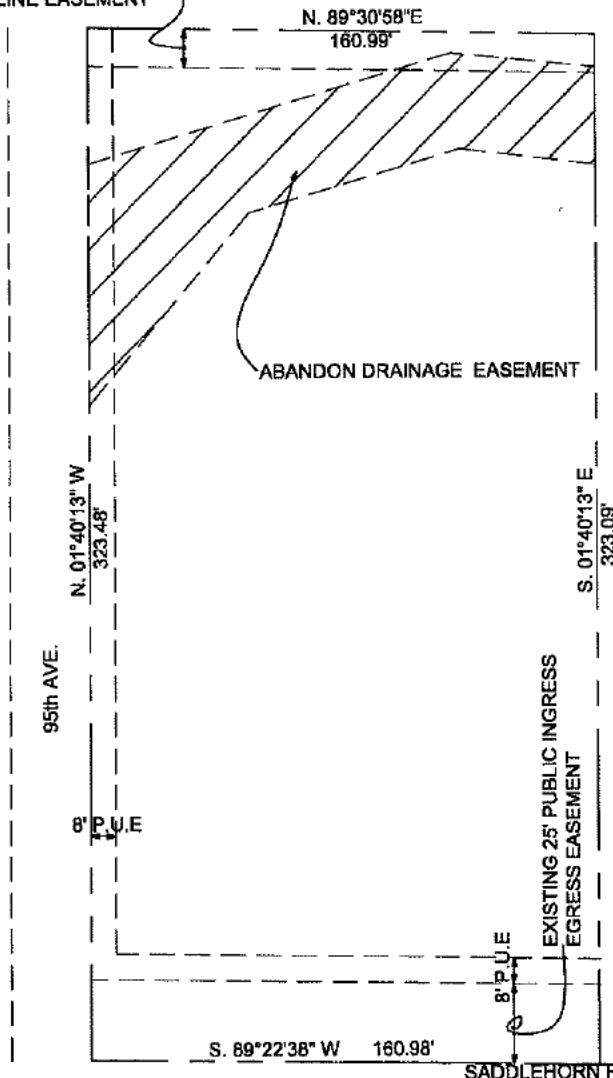 LINE EASEMENT
N. 89°30'58"E
160.99'
ABANDON DRAINAGE EASEMENT
N. 01°40'13" W
323.48'
S. 01°40'13" E
323.09'
95th AVE.
EXISTING 25' PUBLIC INGRESS
EGRESS EASEMENT
8' P.U.E
8' P.U.E
S. 89°22'38" W 160.98'
SADDLEHORN